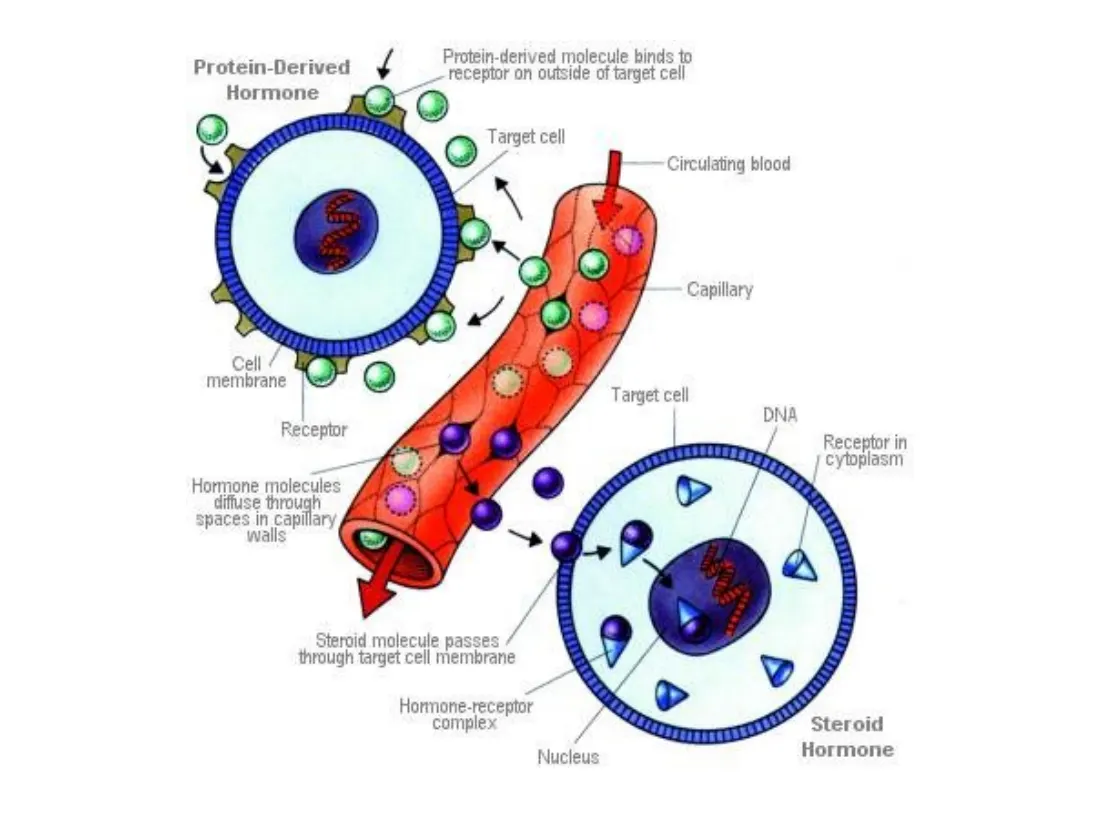 Protein-Derived
Hormone
Protein-derived molecule binds to
receptor on outside of target cell
Target cell
Circulating blood
Capillary
Cell
membrane
Receptor
Target cell
DNA
Receptor in
cytoplasm
Hormone molecules
diffuse through
spaces in capillary
walls
Steroid molecule passes
through target cell membrane
Hormone-receptor
complex
Nucleus
Steroid
Hormone